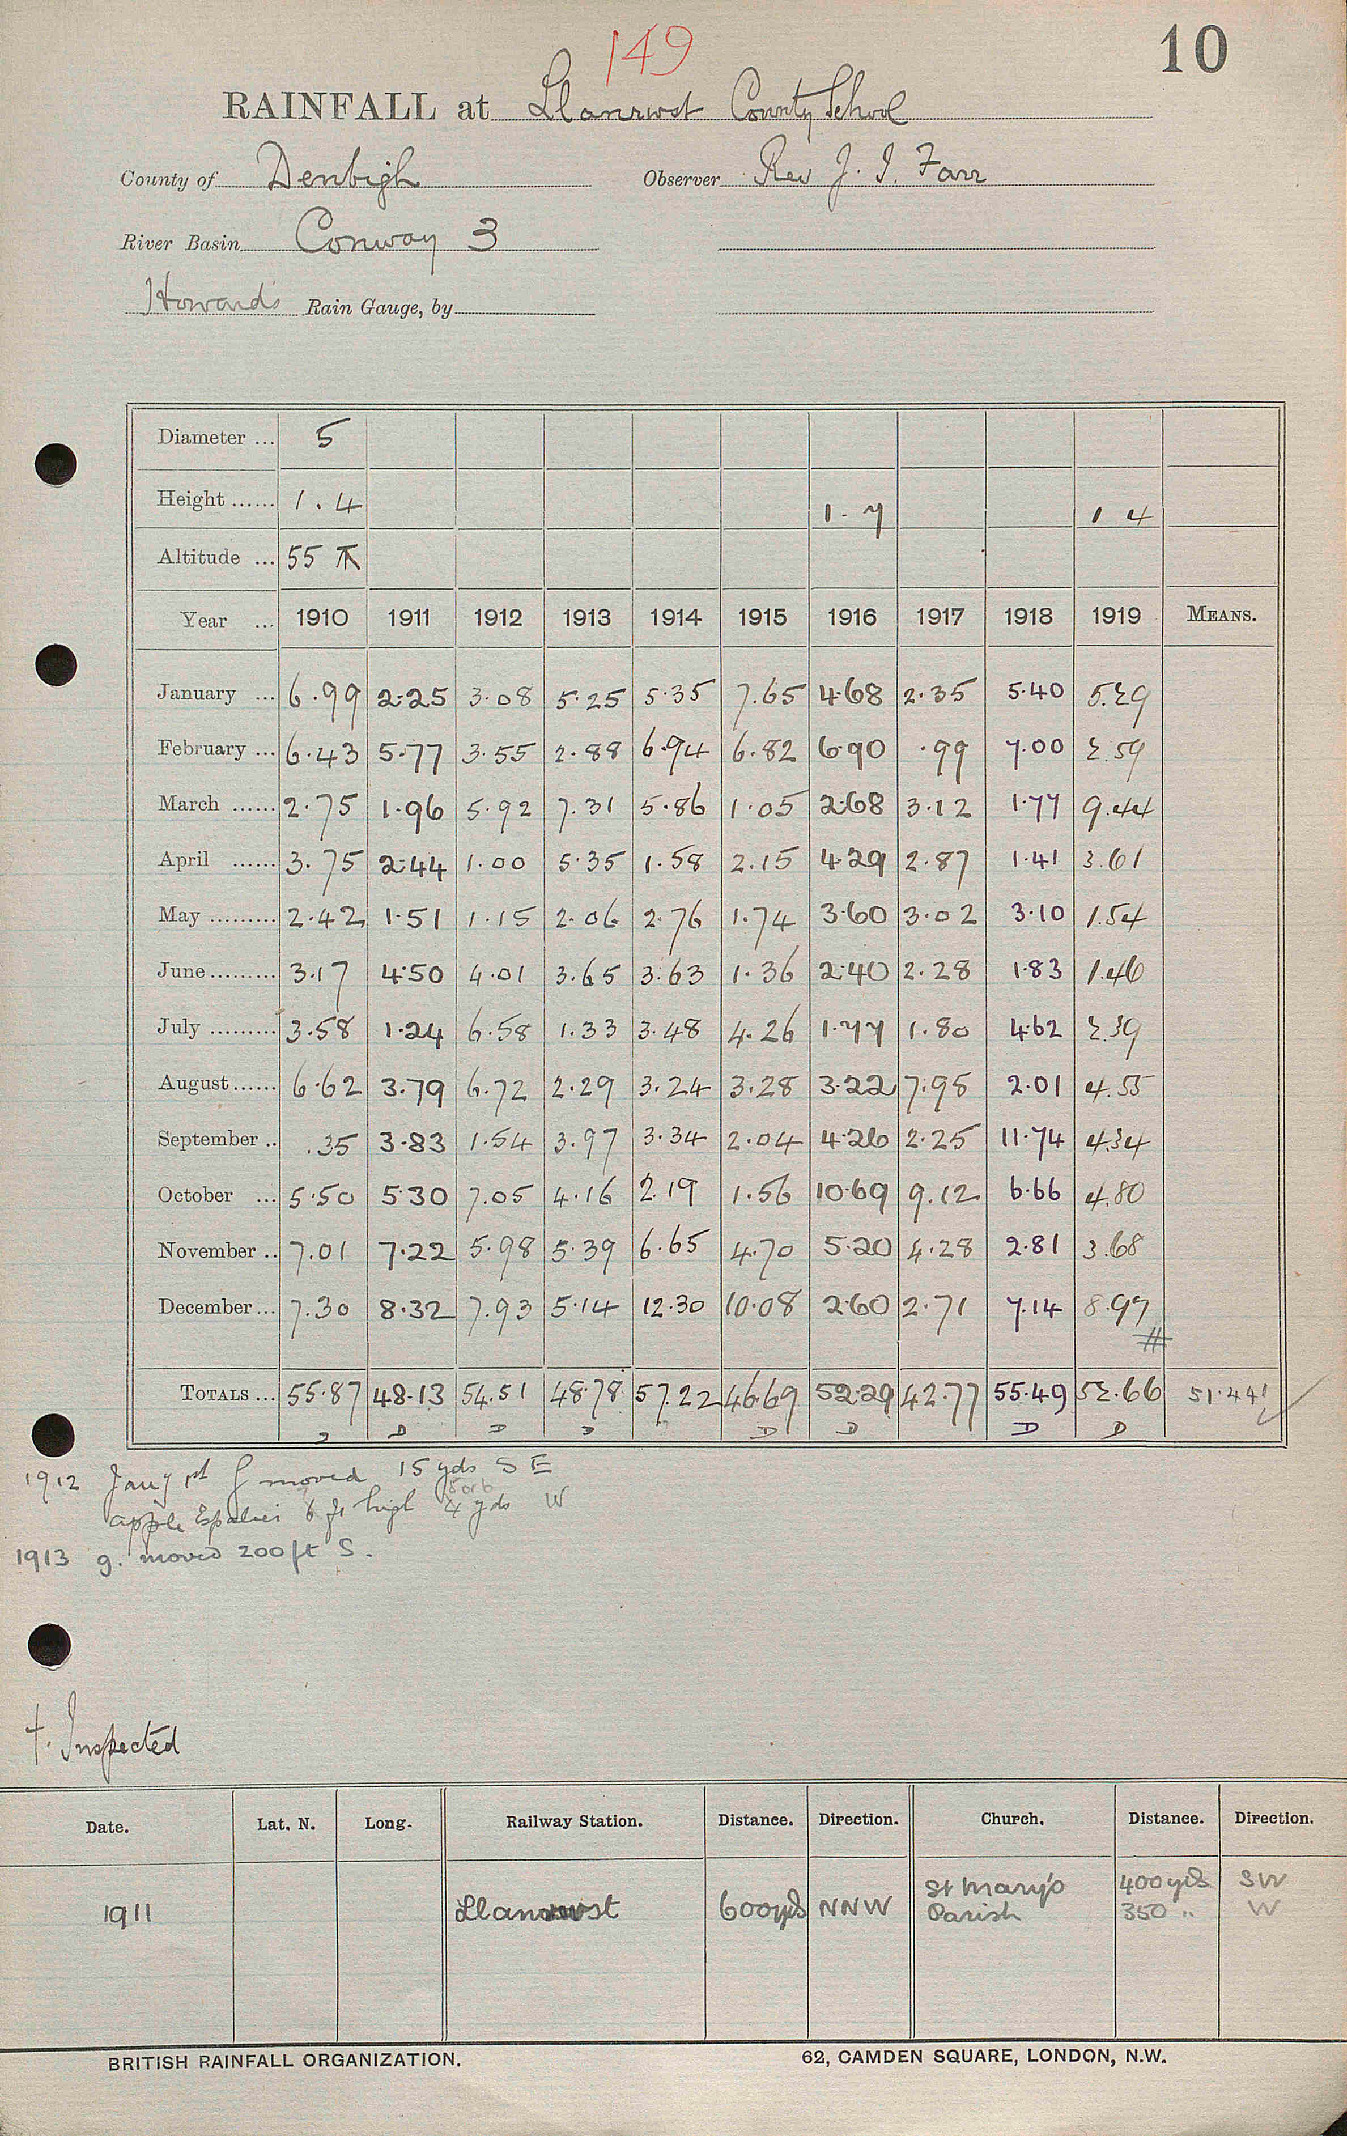 149
10
RAINFALL at Llanrwst County School
County of Denbigh Observer Rev J. I. Farr
River Basin Conway 3
Howard's Rain Gauge, by
Diameter ... 5
Height ...... 1.4 1.7 1 4
Altitude ... 55
Year ... 1910 1911 1912 1913 1914 1915 1916 1917 1918 1919 MEANS.
January ... 6.99 2.25 3.08 5.25 5.35 7.65 4.68 2.35 5.40 5.29
February ... 6.43 5.77 3.55 2.88 6.94 6.82 6.90 .99 7.00 2.59
March ...... 2.75 1.96 5.92 7.31 5.86 1.05 2.68 3.12 1.77 9.44
April ...... 3.75 2.44 1.00 5.35 1.58 2.15 4.29 2.87 1.41 3.61
May ......... 2.42 1.51 1.15 2.06 2.76 1.74 3.60 3.02 3.10 1.54
June ......... 3.17 4.50 4.01 3.65 3.63 1.36 2.40 2.28 1.83 1.46
July ......... 3.58 1.24 6.58 1.33 3.48 4.26 1.77 1.80 4.62 2.39
August ...... 6.62 3.79 6.72 2.29 3.24 3.28 3.22 7.98 2.01 4.55
September .. .35 3.83 1.54 3.97 3.34 2.04 4.26 2.25 11.74 4.34
October ... 5.50 5.30 7.05 4.16 2.19 1.56 10.69 9.12 6.66 4.80
November .. 7.01 7.22 5.98 5.39 6.65 4.70 5.20 4.28 2.81 3.68
December ... 7.30 8.32 7.93 5.14 12.30 10.08 2.60 2.71 7.14 8.97
#
TOTALS ... 55.87 48.13 54.51 48.78 57.22 46.69 52.29 42.77 55.49 52.66 51.441
D D D D D D D D
1912 Jany 1st G moved 15 yds S E
5 or 6
apple Espalier 6 ft high 4 yds W
1913 g. moved 200 ft S.
†. Inspected
Date. Lat. N. Long. Railway Station. Distance. Direction. Church. Distance. Direction.
1911 Llanrwst 600 yds NNW St Mary's 400 yds SW
Parish 350 " W
BRITISH RAINFALL ORGANIZATION. 62, CAMDEN SQUARE, LONDON, N.W.